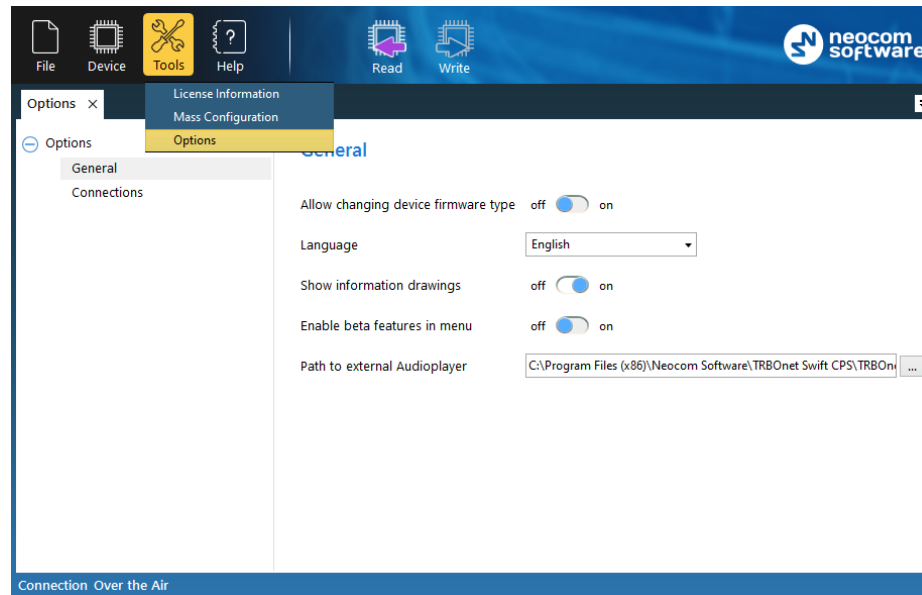 File Device Tools Help Read Write
neocom
software
License Information
Mass Configuration
Options
Options ×
Options
General
Connections
General
Allow changing device firmware type off on
Language English
Show information drawings off on
Enable beta features in menu off on
Path to external Audioplayer C:\Program Files (x86)\Neocom Software\TRBOnet Swift CPS\TRBOn ...
Connection Over the Air